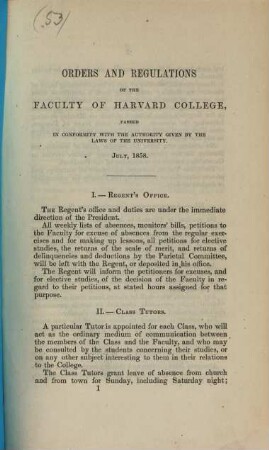 (53)
ORDERS AND REGULATIONS
OF THE
FACULTY OF HARVARD COLLEGE,
PASSED
IN CONFORMITY WITH THE AUTHORITY GIVEN BY THE
LAWS OF THE UNIVERSITY.
JULY, 1858.
I. — REGENT'S OFFICE.
THE Regent's office and duties are under the immediate
direction of the President.
All weekly lists of absences, monitors' bills, petitions to
the Faculty for excuse of absences from the regular exer-
cises and for making up lessons, all petitions for elective
studies, the returns of the scale of merit, and returns of
delinquencies and deductions by the Parietal Committee,
will be left with the Regent, or deposited in his office.
The Regent will inform the petitioners for excuses, and
for elective studies, of the decision of the Faculty in re-
gard to their petitions, at stated hours assigned for that
purpose.
II. — CLASS TUTORS.
A particular Tutor is appointed for each Class, who will
act as the ordinary medium of communication between
the members of the Class and the Faculty, and who may
be consulted by the students concerning their studies, or
on any other subject interesting to them in their relations
to the College.
The Class Tutors grant leave of absence from church
and from town for Sunday, including Saturday night;
1